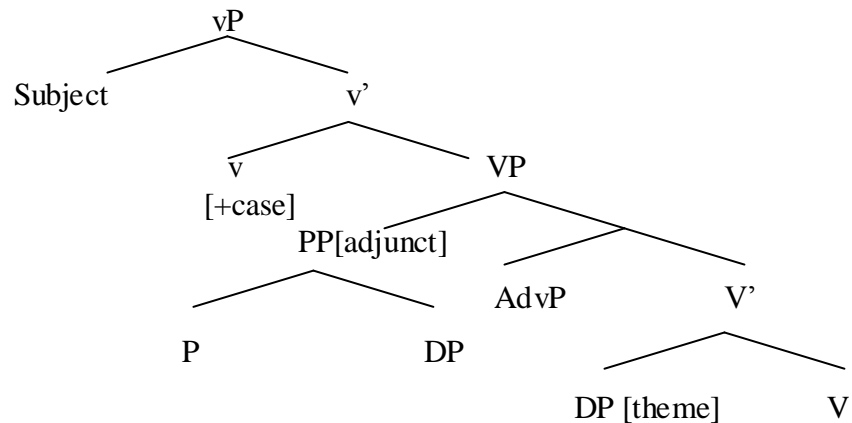 vP
Subject v’
v VP
[+case]
PP[adjunct]
AdvP V’
P DP
DP [theme] V